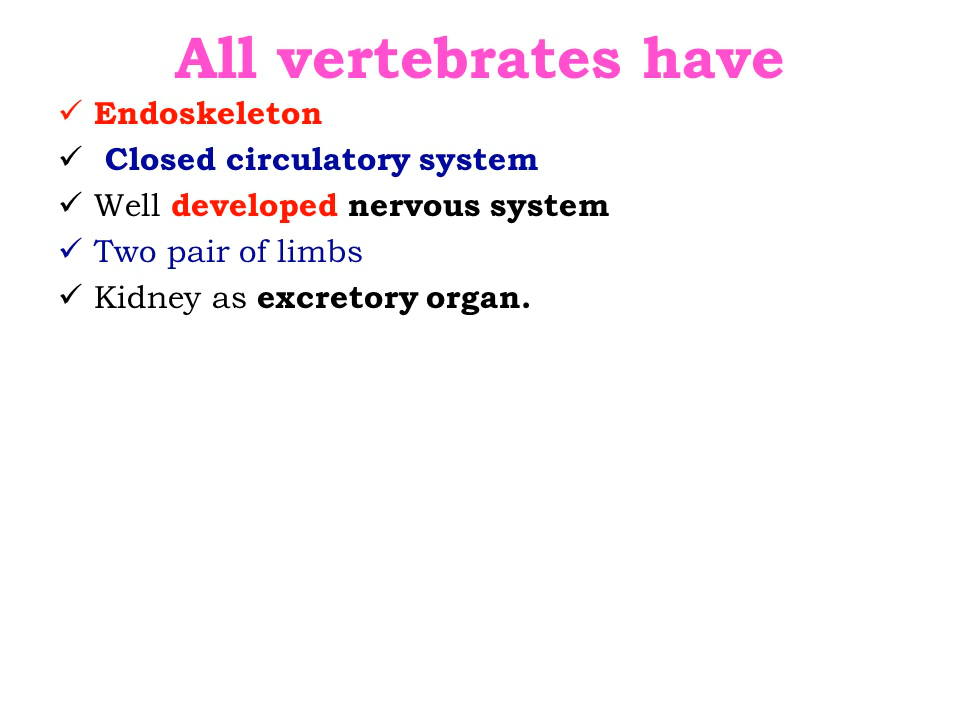 All vertebrates have
✓ Endoskeleton
✓ Closed circulatory system
✓ Well developed nervous system
✓ Two pair of limbs
✓ Kidney as excretory organ.